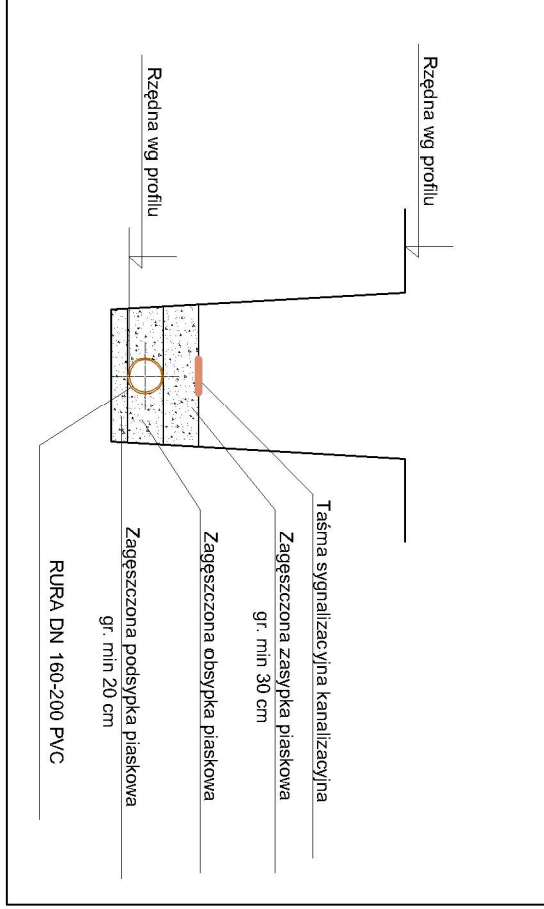 Rzędna wg profilu
Rzędna wg profilu
Taśma sygnalizacyjna kanalizacyjna
Zagęszczona zasypka piaskowa
gr. min 30 cm
Zagęszczona obsypka piaskowa
Zagęszczona podsypka piaskowa
gr. min 20 cm
RURA DN 160-200 PVC